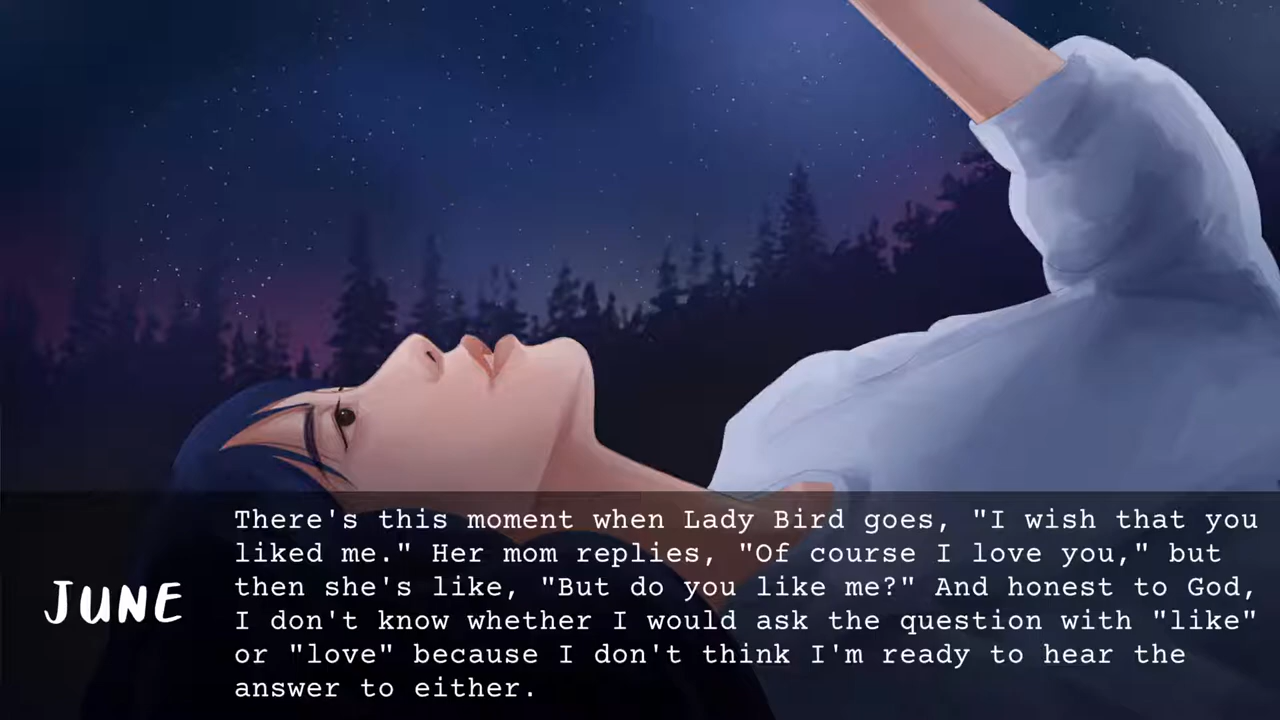 JUNE
There's this moment when Lady Bird goes, "I wish that you
liked me." Her mom replies, "Of course I love you," but
then she's like, "But do you like me?" And honest to God,
I don't know whether I would ask the question with "like"
or "love" because I don't think I'm ready to hear the
answer to either.